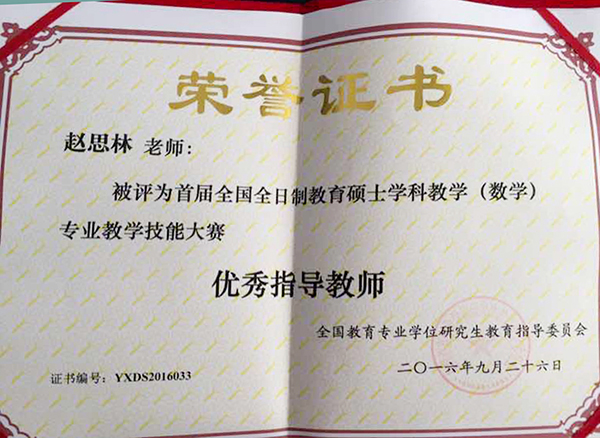 荣誉证书
赵思林 老师：
被评为首届全国全日制教育硕士学科教学（数学）
专业教学技能大赛
优秀指导教师
全国教育专业学位研究生教育指导委员会
二〇一六年九月二十六日
证书编号：YXDS2016033